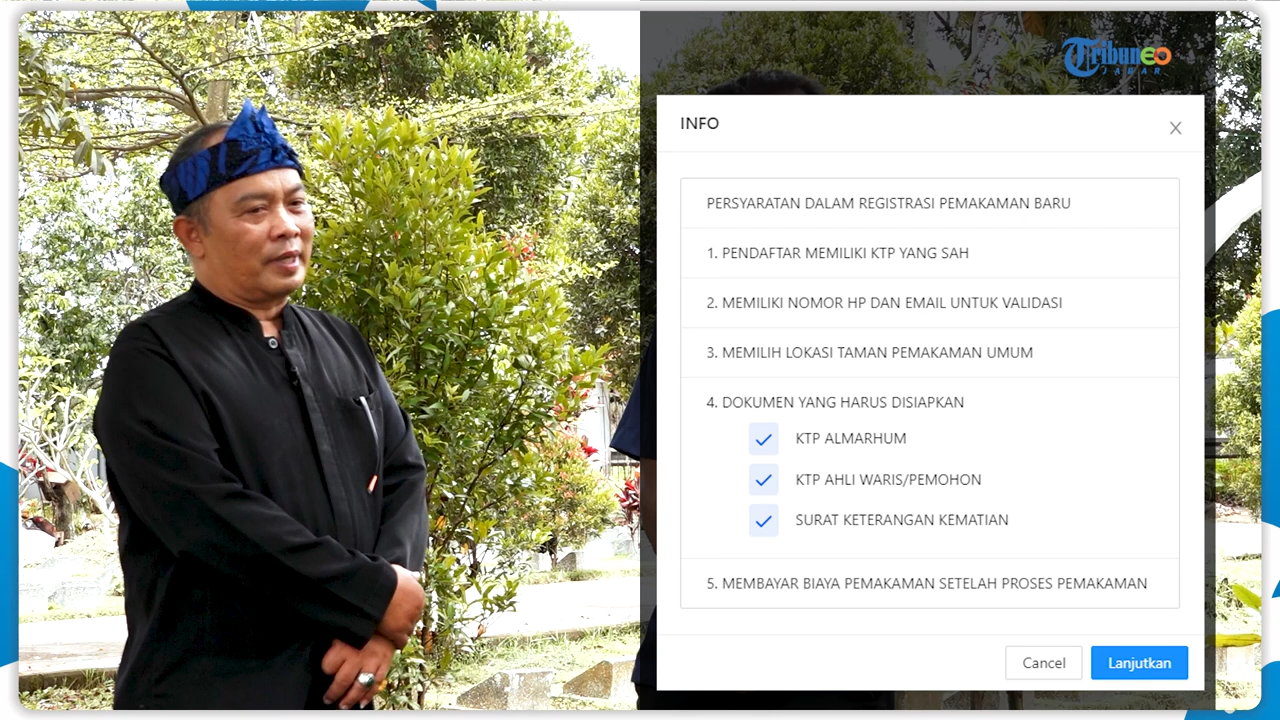 Tribuneo
JABAR
INFO
PERSYARATAN DALAM REGISTRASI PEMAKAMAN BARU
1. PENDAFTAR MEMILIKI KTP YANG SAH
2. MEMILIKI NOMOR HP DAN EMAIL UNTUK VALIDASI
3. MEMILIH LOKASI TAMAN PEMAKAMAN UMUM
4. DOKUMEN YANG HARUS DISIAPKAN
KTP ALMARHUM
KTP AHLI WARIS/PEMOHON
SURAT KETERANGAN KEMATIAN
5. MEMBAYAR BIAYA PEMAKAMAN SETELAH PROSES PEMAKAMAN
Cancel
Lanjutkan